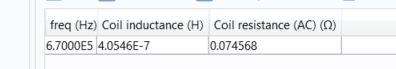 freq (Hz) Coil inductance (H) Coil resistance (AC) (Ω)
6.7000E5 4.0546E-7 0.074568